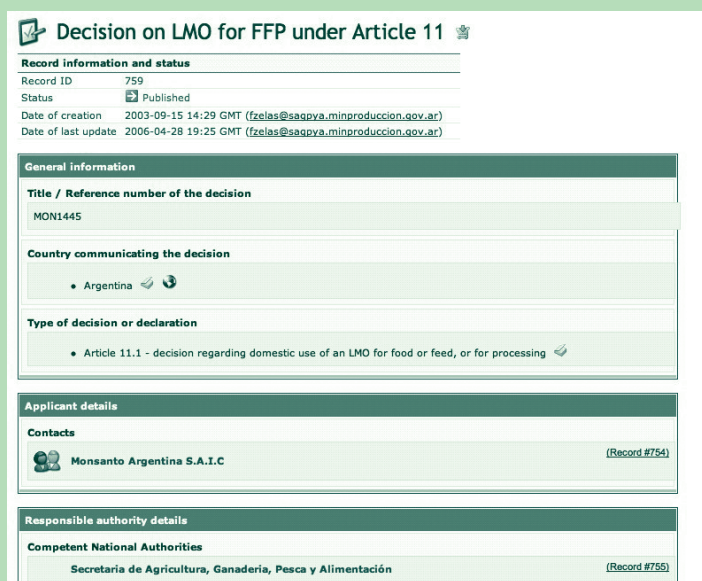 Decision on LMO for FFP under Article 11
Record information and status
Record ID 759
Status Published
Date of creation 2003-09-15 14:29 GMT (fzelas@sagpya.minproduccion.gov.ar)
Date of last update 2006-04-28 19:25 GMT (fzelas@sagpya.minproduccion.gov.ar)
General information
Title / Reference number of the decision
MON1445
Country communicating the decision
• Argentina
Type of decision or declaration
• Article 11.1 - decision regarding domestic use of an LMO for food or feed, or for processing
Applicant details
Contacts
Monsanto Argentina S.A.I.C (Record #754)
Responsible authority details
Competent National Authorities
Secretaria de Agricultura, Ganaderia, Pesca y Alimentación (Record #755)